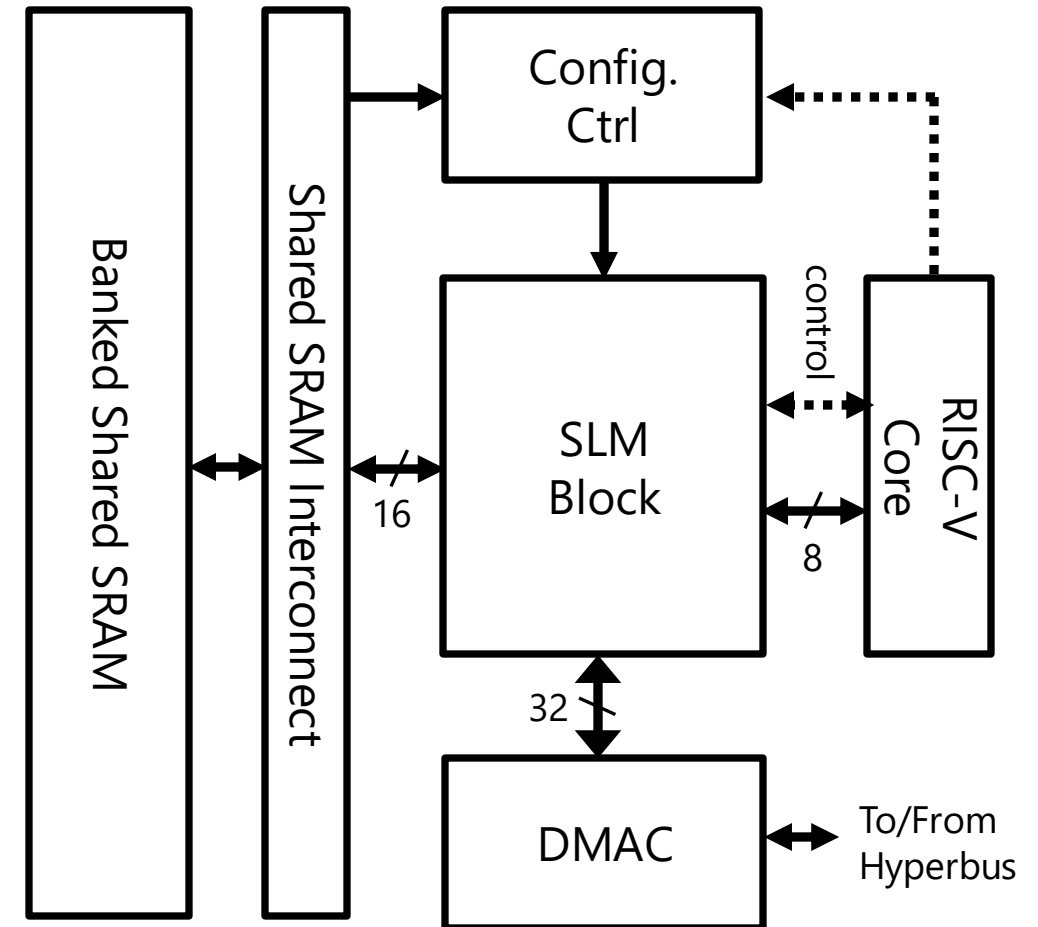 Banked Shared SRAM
Shared SRAM Interconnect
Config.
Ctrl
SLM
Block
control
RISC-V
Core
16
8
32
DMAC
To/From
Hyperbus